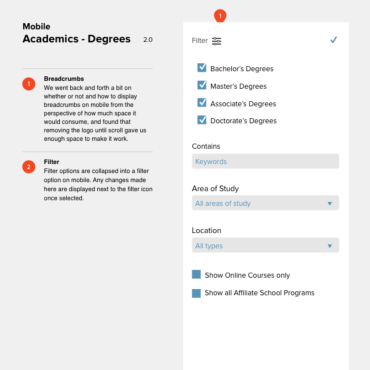 Mobile
Academics - Degrees 2.0
1
Breadcrumbs
We went back and forth a bit on
whether or not and how to display
breadcrumbs on mobile from the
perspective of how much space it
would consume, and found that
removing the logo until scroll gave us
enough space to make it work.
2
Filter
Filter options are collapsed into a filter
option on mobile. Any changes made
here are displayed next to the filter icon
once selected.
1
Filter
Bachelor's Degrees
Master's Degrees
Associate's Degrees
Doctorate's Degrees
Contains
Keywords
Area of Study
All areas of study
Location
All types
Show Online Courses only
Show all Affiliate School Programs